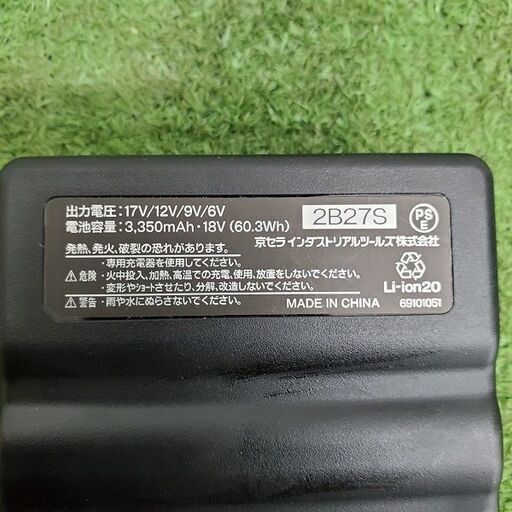 出力電圧:17V/12V/9V/6V
電池容量:3,350mAh・18V (60.3Wh)
2B27S
PS E
京セラインダストリアルツールズ株式会社
発熱、発火、破裂の恐れがあります。
・専用充電器を使用してください。
危険 ・火中投入、加熱、高温での充電、使用、放置をしないでください。
・変形やショートさせたり、分解、改造しないでください。
警告・雨や水にぬらさないでください。
MADE IN CHINA
Li-ion20
69101051